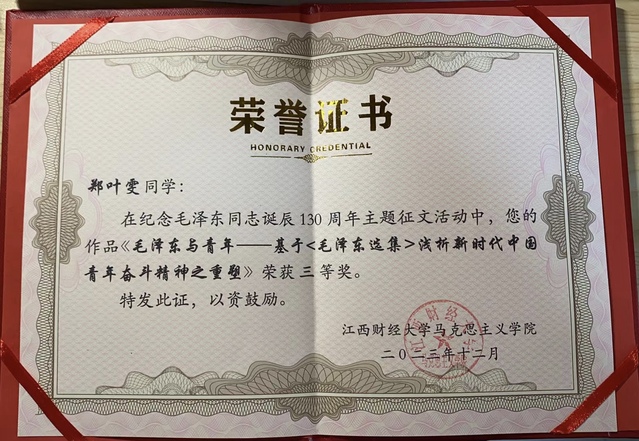 荣誉证书
HONORARY CREDENTIAL
郑叶雯同学：
在纪念毛泽东同志诞辰130周年主题征文活动中，您的
作品《毛泽东与青年——基于<毛泽东选集>浅析新时代中国
青年奋斗精神之重塑》荣获三等奖。
特发此证，以资鼓励。
江西财经大学马克思主义学院
二〇二三年十二月